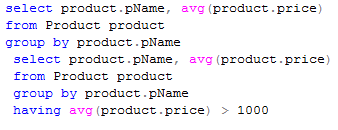 select product.pName, avg(product.price)
from Product product
group by product.pName
select product.pName, avg(product.price)
from Product product
group by product.pName
having avg(product.price) > 1000